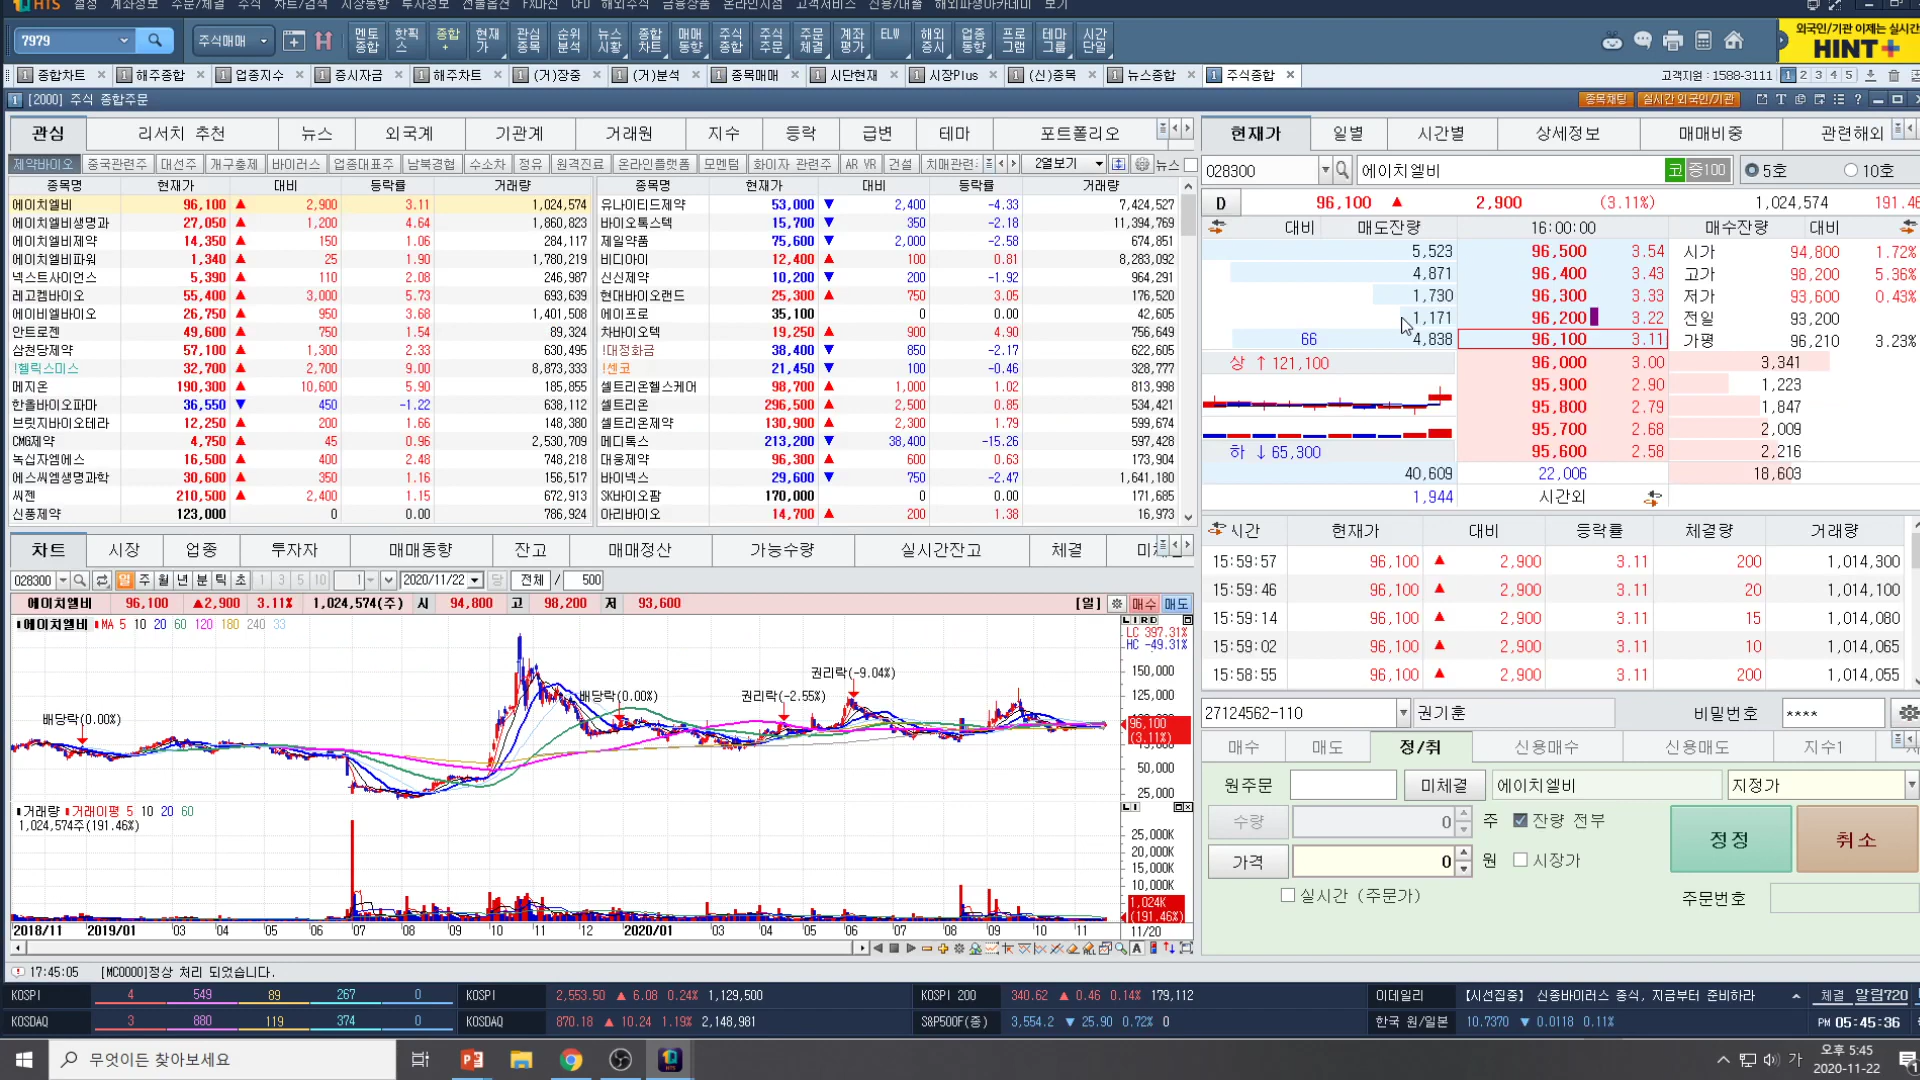 HTS 설정 계좌정보 주문/체결 주식 차트/검색 시장동향 투자정보 선물옵션 FX마진 CFD 해외주식 금융상품 온라인지점 고객서비스 신용/대출 해외파생아카데미 보기
7979 주식매매 멘토종합 핫픽스 종합+ 현재가 관심종목 순위분석 뉴스시황 종합차트 매매동향 주식종합 주식주문 주문체결 계좌평가 ELW 해외증시 업종동향 프로그램 테마그룹 시간단일
외국인/기관 이제는 실시간
HINT+
종합차트 해주종합 업종지수 증시자금 해주차트 (거)장중 (거)분석 종목매매 시단현재 시장Plus (신)종목 뉴스종합 주식종합 고객지원 : 1588-3111 1 2 3 4 5
[2000] 주식 종합주문 종목채팅 실시간 외국인/기관
관심 리서치 추천 뉴스 외국계 기관계 거래원 지수 등락 급변 테마 포트폴리오
제약바이오 중국관련주 대선주 개구충제 바이러스 업종대표주 남북경협 수소차 정유 원격진료 온라인플랫폼 모멘텀 화이자 관련주 AR VR 건설 치매관련 2열보기 뉴스
종목명 현재가 대비 등락률 거래량 종목명 현재가 대비 등락률 거래량
에이치엘비 96,100 ▲ 2,900 3.11 1,024,574 유나이티드제약 53,000 ▼ 2,400 -4.33 7,424,527
에이치엘비생명과 27,050 ▲ 1,200 4.64 1,860,823 바이오톡스텍 15,700 ▼ 350 -2.18 11,394,769
에이치엘비제약 14,350 ▲ 150 1.06 284,117 제일약품 75,600 ▼ 2,000 -2.58 674,851
에이치엘비파워 1,340 ▲ 25 1.90 1,780,219 비디아이 12,400 ▲ 100 0.81 8,283,092
넥스트사이언스 5,390 ▲ 110 2.08 246,987 신신제약 10,200 ▼ 200 -1.92 964,291
레고켐바이오 55,400 ▲ 3,000 5.73 693,639 현대바이오랜드 25,300 ▲ 750 3.05 176,520
에이비엘바이오 26,750 ▲ 950 3.68 1,401,508 에이프로 35,100 0 0.00 42,605
안트로젠 49,600 ▲ 750 1.54 89,324 차바이오텍 19,250 ▲ 900 4.90 756,649
삼천당제약 57,100 ▲ 1,300 2.33 630,495 !대정화금 38,400 ▼ 850 -2.17 622,605
!헬릭스미스 32,700 ▲ 2,700 9.00 8,873,333 !센코 21,450 ▼ 100 -0.46 328,777
메지온 190,300 ▲ 10,600 5.90 185,855 셀트리온헬스케어 98,700 ▲ 1,000 1.02 813,998
한올바이오파마 36,550 ▼ 450 -1.22 638,112 셀트리온 296,500 ▲ 2,500 0.85 534,421
브릿지바이오테라 12,250 ▲ 200 1.66 148,380 셀트리온제약 130,900 ▲ 2,300 1.79 599,674
CMG제약 4,750 ▲ 45 0.96 2,530,709 메디톡스 213,200 ▼ 38,400 -15.26 597,428
녹십자엠에스 16,500 ▲ 400 2.48 748,218 대웅제약 96,300 ▲ 600 0.63 173,904
에스씨엠생명과학 30,600 ▲ 350 1.16 156,517 바이넥스 29,600 ▼ 750 -2.47 1,641,180
씨젠 210,500 ▲ 2,400 1.15 672,913 SK바이오팜 170,000 0 0.00 171,685
신풍제약 123,000 0 0.00 786,924 아리바이오 14,700 ▲ 200 1.38 16,973
현재가 일별 시간별 상세정보 매매비중 관련해외
028300 에이치엘비 고 증100 5호 10호
D 96,100 ▲ 2,900 (3.11%) 1,024,574 191.46
대비 매도잔량 16:00:00 매수잔량 대비
5,523 96,500 3.54 시가 94,800 1.72%
4,871 96,400 3.43 고가 98,200 5.36%
1,730 96,300 3.33 저가 93,600 0.43%
1,171 96,200 3.22 전일 93,200
66 4,838 96,100 3.11 가평 96,210 3.23%
상 ↑ 121,100 96,000 3.00 3,341
95,900 2.90 1,223
95,800 2.79 1,847
95,700 2.68 2,009
하 ↓ 65,300 95,600 2.58 2,216
40,609 22,006 18,603
1,944 시간외
시간 현재가 대비 등락률 체결량 거래량
15:59:57 96,100 ▲ 2,900 3.11 200 1,014,300
15:59:46 96,100 ▲ 2,900 3.11 20 1,014,100
15:59:14 96,100 ▲ 2,900 3.11 15 1,014,080
15:59:02 96,100 ▲ 2,900 3.11 10 1,014,065
15:58:55 96,100 ▲ 2,900 3.11 200 1,014,055
27124562-110 권기훈 비밀번호 ****
매수 매도 정/취 신용매수 신용매도 지수1
원주문 미체결 에이치엘비 지정가
수량 0 주 잔량 전부 정정 취소
가격 0 원 시장가
실시간 (주문가) 주문번호
차트 시장 업종 투자자 매매동향 잔고 매매정산 가능수량 실시간잔고 체결
028300 일 주 월 년 분 틱 초 1 3 5 10 1 2020/11/22 당 전체 / 500
에이치엘비 96,100 ▲2,900 3.11% 1,024,574(주) 시 94,800 고 98,200 저 93,600 [일] 매수 매도
에이치엘비 MA 5 10 20 60 120 180 240 33
L I R D
LC 397.31%
HC -49.31%
배당락(0.00%) 배당락(0.00%) 권리락(-2.55%) 권리락(-9.04%)
150,000
125,000
96,100
(3.11%)
50,000
25,000
거래량 거래이평 5 10 20 60
1,024,574주(191.46%)
25,000K
20,000K
15,000K
10,000K
1,024K
(191.46%)
2018/11 2019/01 03 04 05 06 07 08 09 10 11 12 2020/01 03 04 05 06 07 08 09 10 11 11/20
17:45:05 [MC0000]정상 처리 되었습니다.
KOSPI 4 549 89 267 0 KOSPI 2,553.50 ▲ 6.08 0.24% 1,129,500 KOSPI 200 340.62 ▲ 0.46 0.14% 179,112 이데일리 【시선집중】 신종바이러스 종식, 지금부터 준비하라 체결 알림720
KOSDAQ 3 880 119 374 0 KOSDAQ 870.18 ▲ 10.24 1.19% 2,148,981 S&P500F(종) 3,554.2 ▼ 25.90 0.72% 0 한국 원/일본 10.7370 ▼ 0.0118 0.11% PM 05:45:36
무엇이든 찾아보세요 가 오후 5:45
2020-11-22